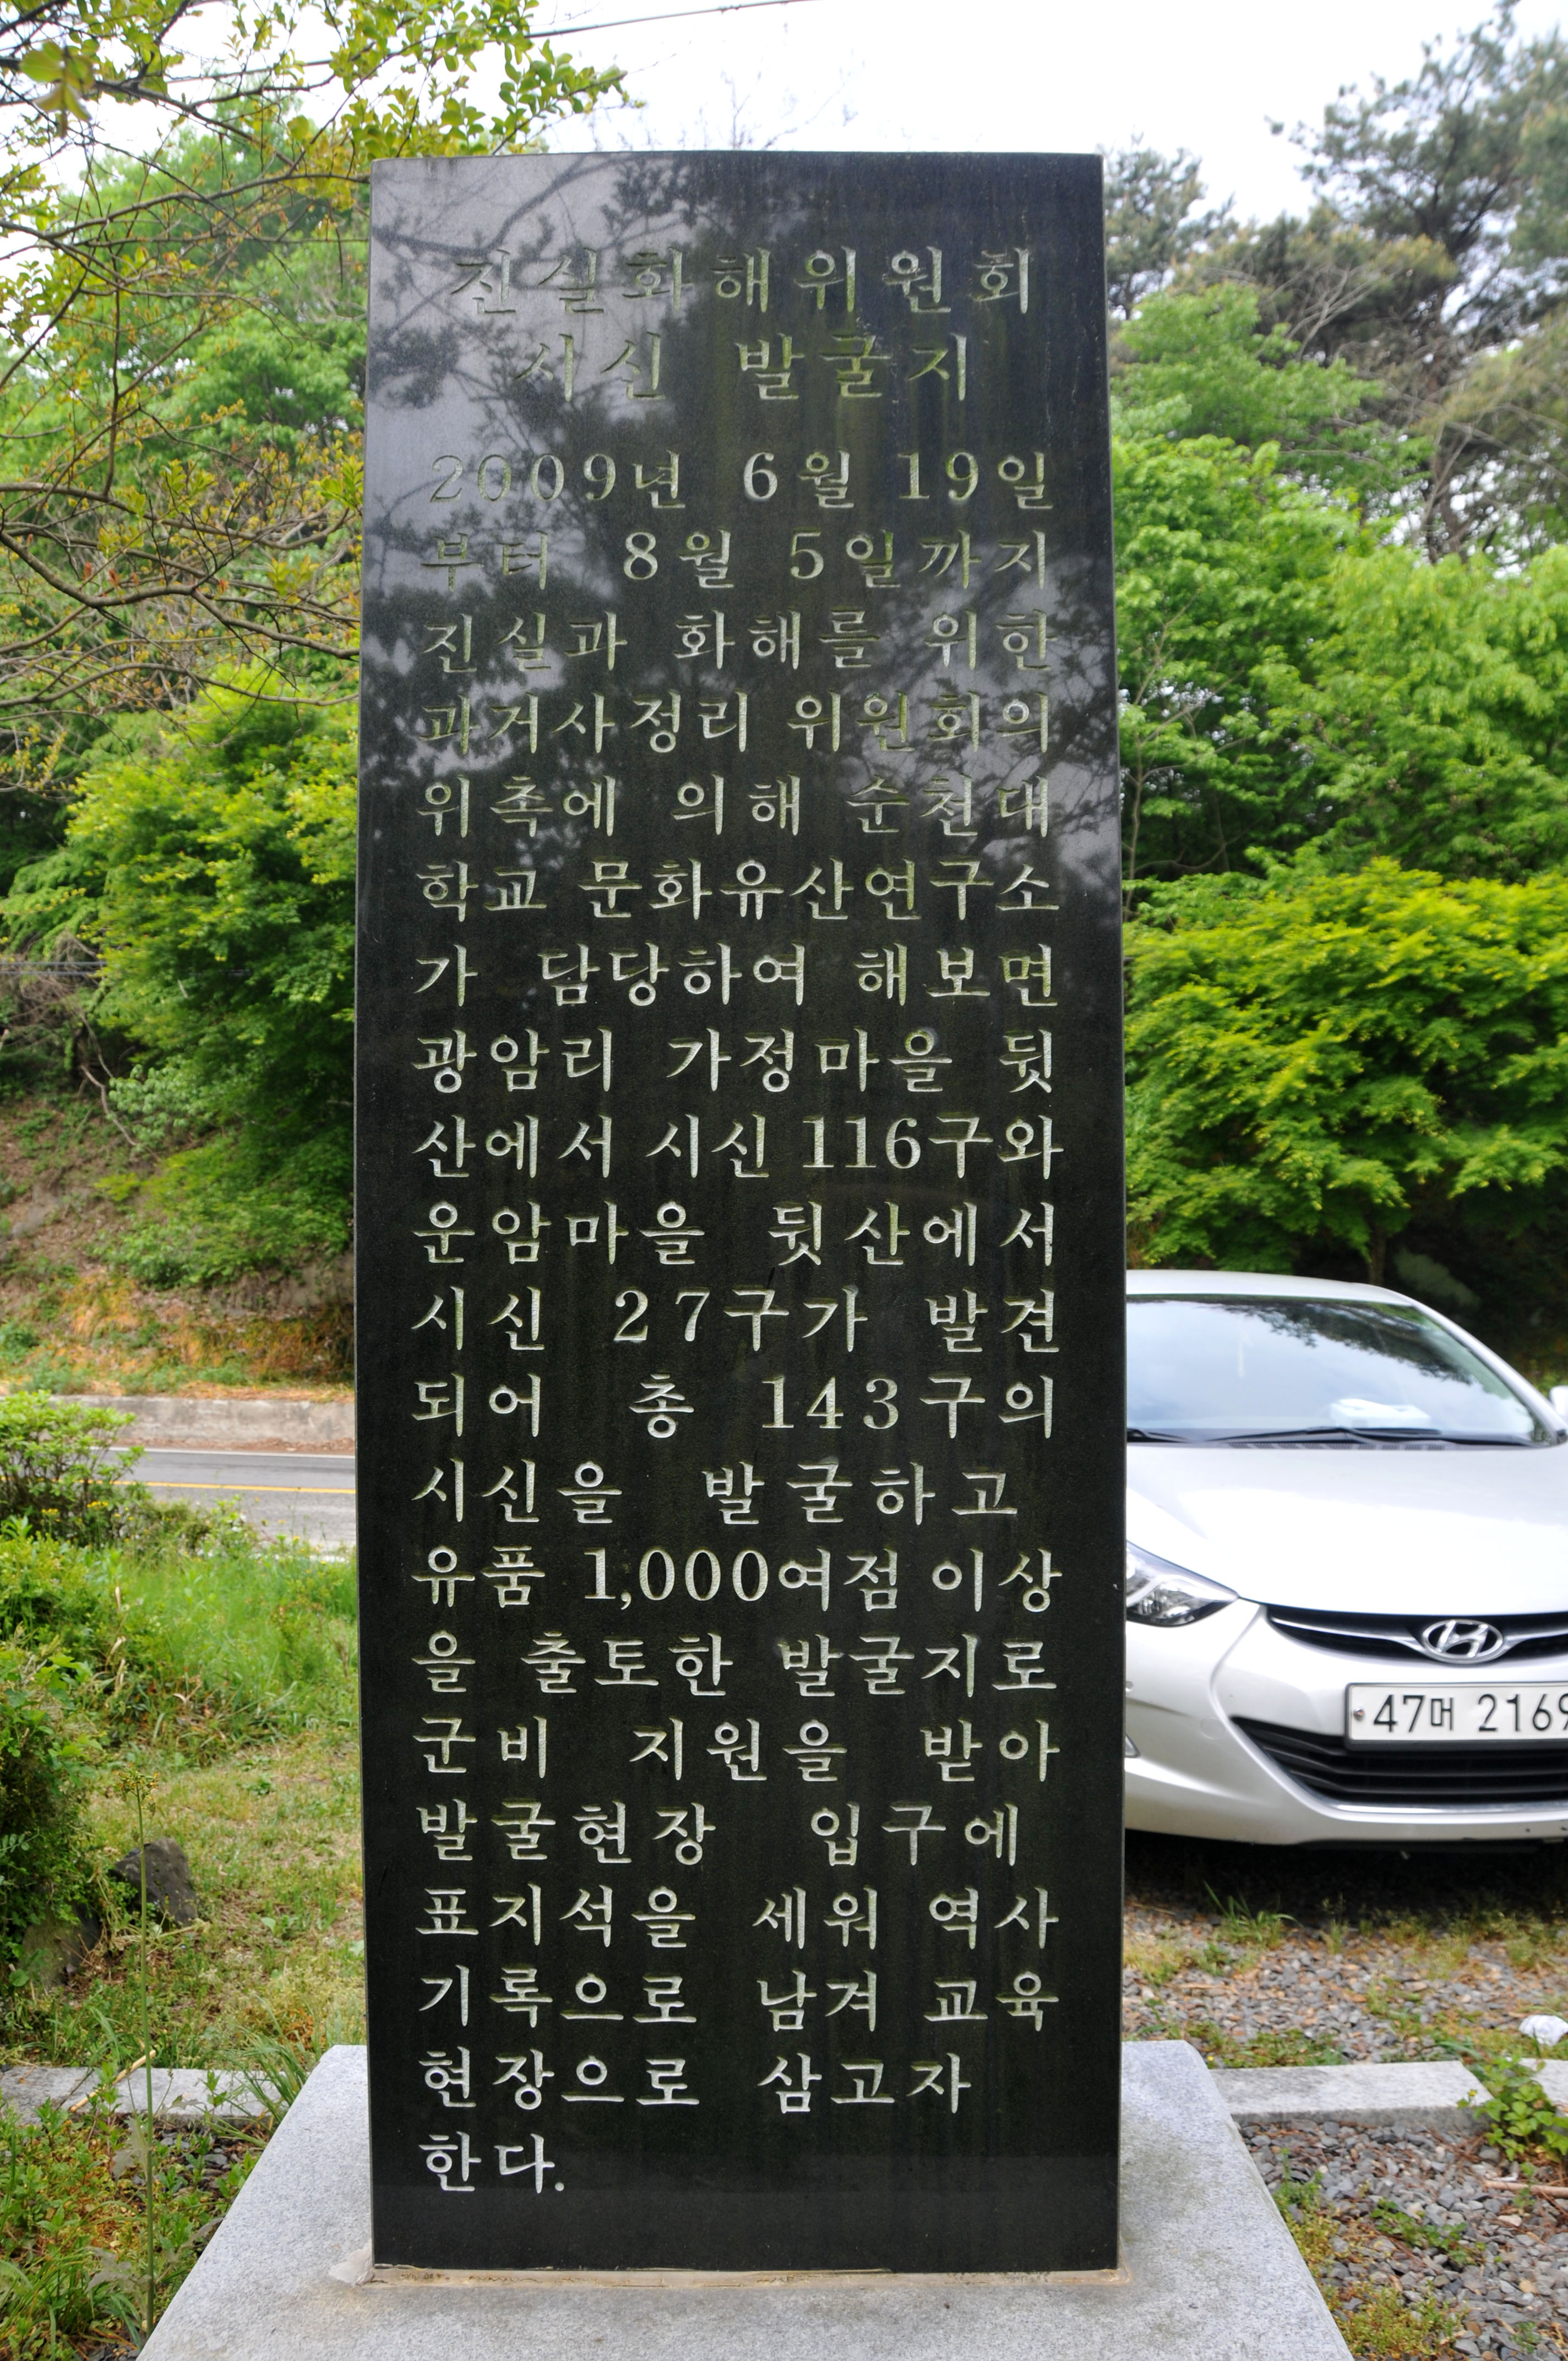 진실화해위원회
시신 발굴지
2009년 6월 19일
부터 8월 5일까지
진실과 화해를 위한
과거사정리 위원회의
위촉에 의해 순천대
학교 문화유산연구소
가 담당하여 해보면
광암리 가정마을 뒷
산에서 시신 116구와
운암마을 뒷산에서
시신 27구가 발견
되어 총 143구의
시신을 발굴하고
유품 1,000여점 이상
을 출토한 발굴지로
군비 지원을 받아
발굴현장 입구에
표지석을 세워 역사
기록으로 남겨 교육
현장으로 삼고자
한다.
47머 2169